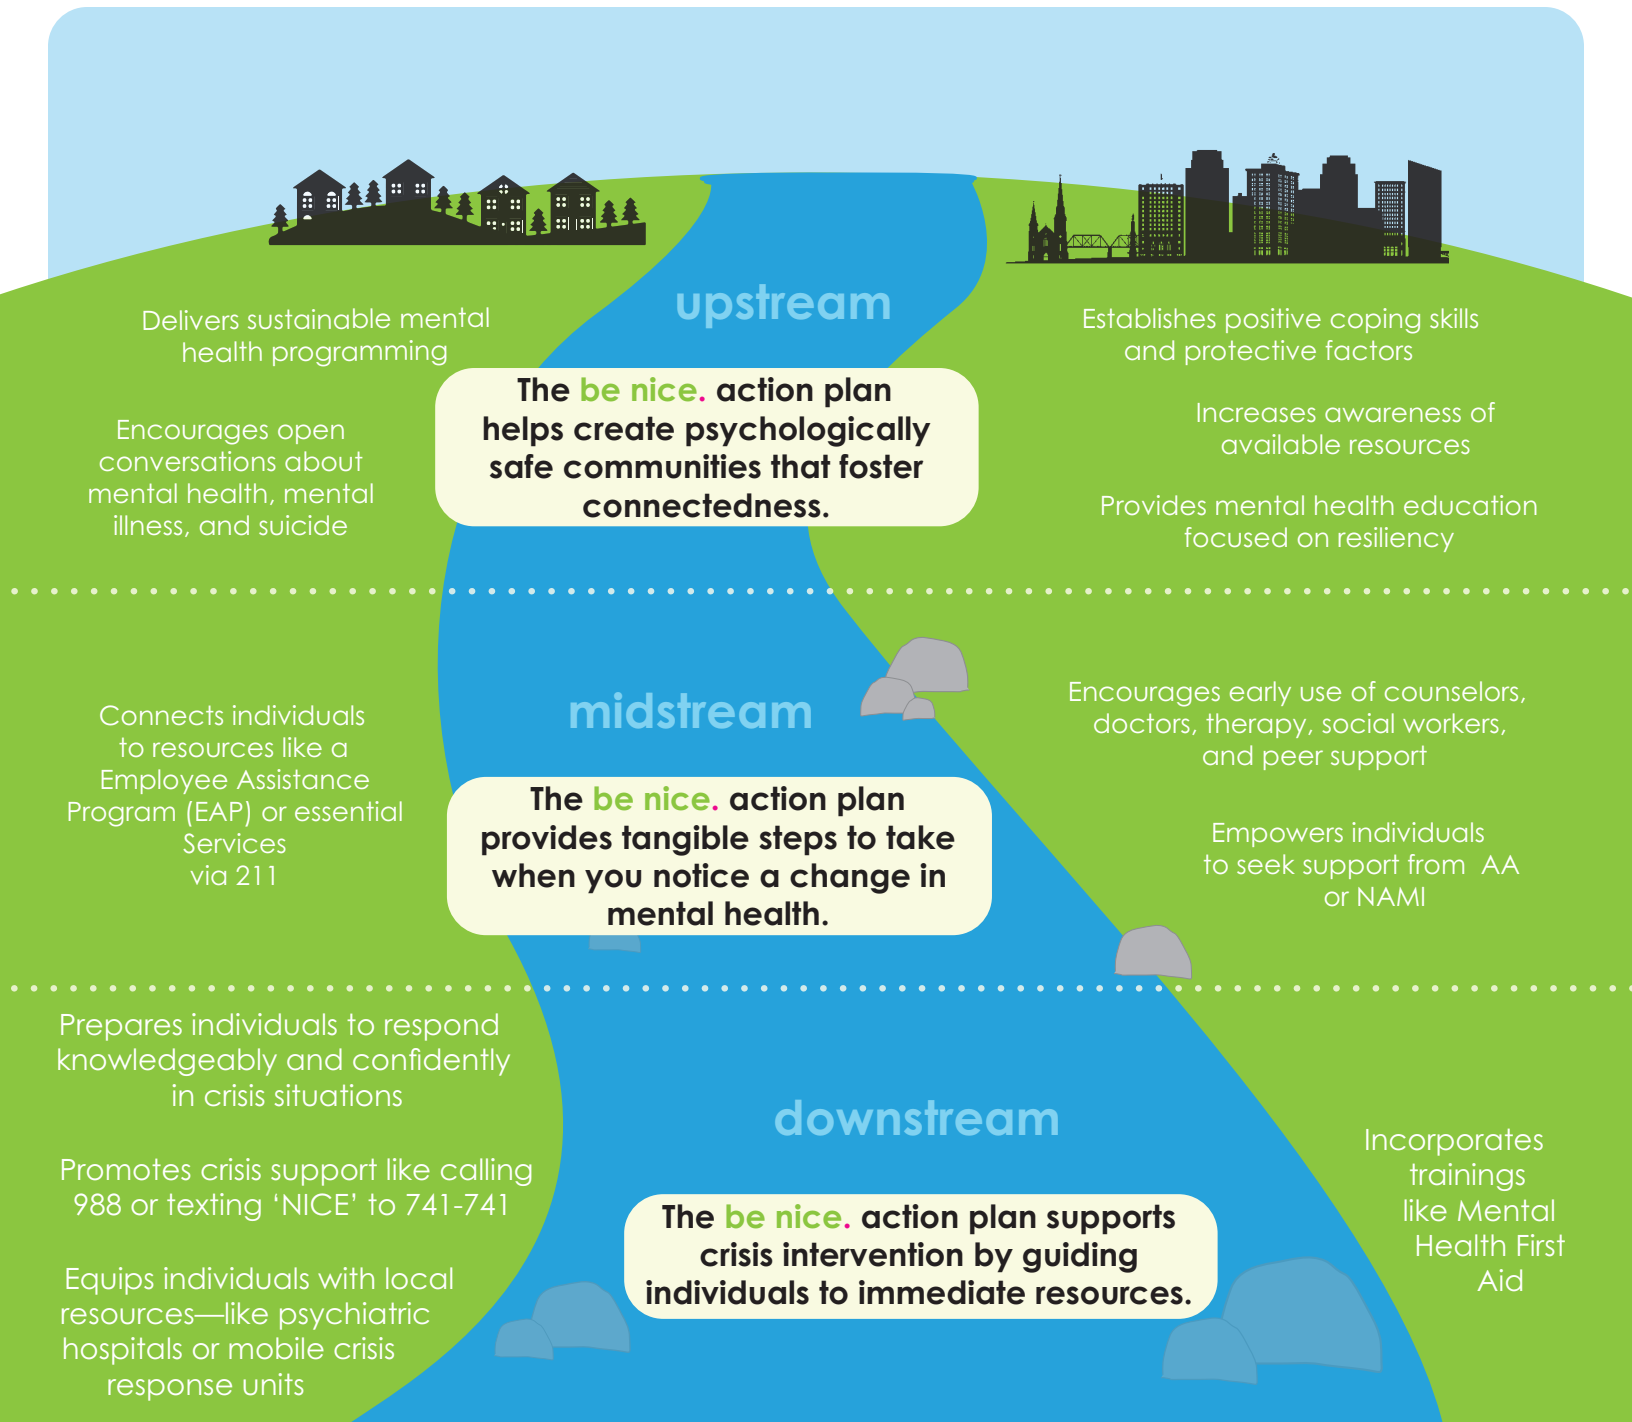 upstream
Delivers sustainable mental
health programming
Encourages open
conversations about
mental health, mental
illness, and suicide
The be nice. action plan
helps create psychologically
safe communities that foster
connectedness.
Establishes positive coping skills
and protective factors
Increases awareness of
available resources
Provides mental health education
focused on resiliency
midstream
Connects individuals
to resources like a
Employee Assistance
Program (EAP) or essential
Services
via 211
The be nice. action plan
provides tangible steps to take
when you notice a change in
mental health.
Encourages early use of counselors,
doctors, therapy, social workers,
and peer support
Empowers individuals
to seek support from AA
or NAMI
downstream
Prepares individuals to respond
knowledgeably and confidently
in crisis situations
Promotes crisis support like calling
988 or texting ‘NICE’ to 741-741
Equips individuals with local
resources—like psychiatric
hospitals or mobile crisis
response units
The be nice. action plan supports
crisis intervention by guiding
individuals to immediate resources.
Incorporates
trainings
like Mental
Health First
Aid